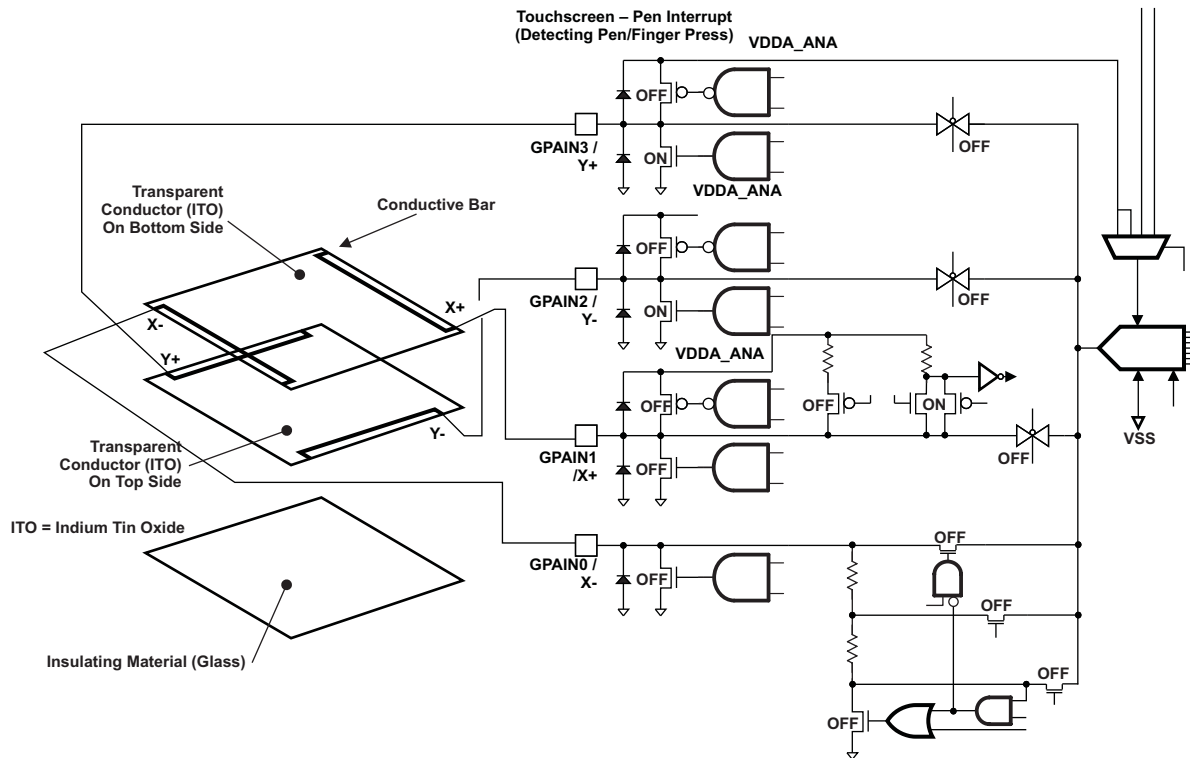 Touchscreen – Pen Interrupt
(Detecting Pen/Finger Press)
VDDA_ANA
OFF
GPAIN3 /
Y+
ON
OFF
VDDA_ANA
Transparent
Conductor (ITO)
On Bottom Side
Conductive Bar
OFF
GPAIN2 /
Y-
ON
OFF
X+
X-
Y+
Y-
VDDA_ANA
OFF
OFF
ON
GPAIN1
/X+
OFF
OFF
VSS
Transparent
Conductor (ITO)
On Top Side
ITO = Indium Tin Oxide
GPAIN0 /
X-
OFF
OFF
OFF
OFF
OFF
Insulating Material (Glass)